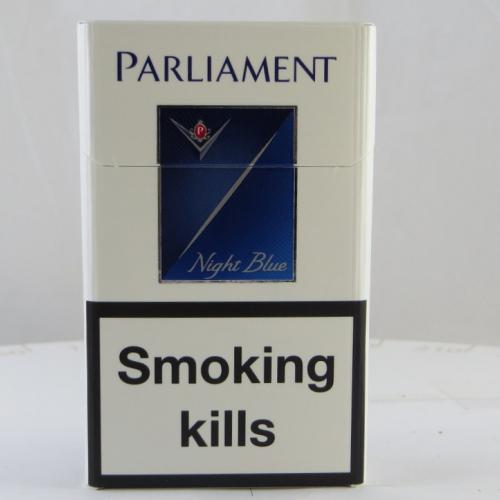 PARLIAMENT
P
Night Blue
Smoking
kills